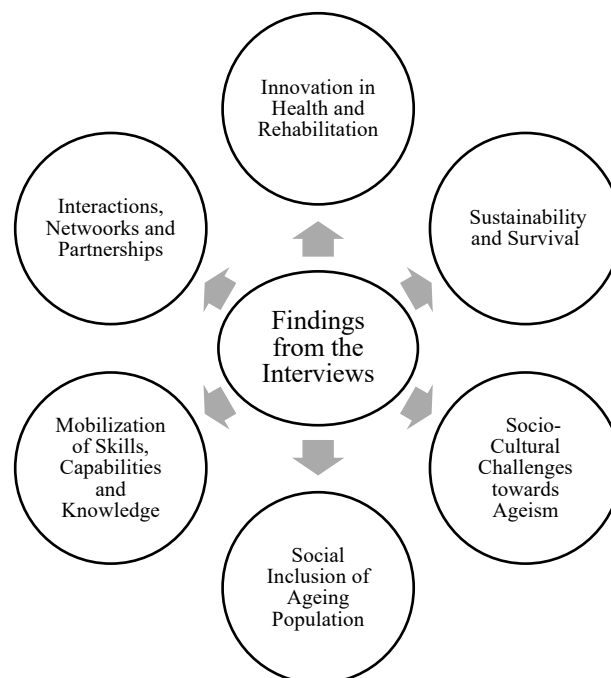 Innovation in
Health and
Rehabilitation
Interactions,
Netwoorks and
Partnerships
Sustainability
and Survival
Findings
from the
Interviews
Mobilization
of Skills,
Capabilities
and
Knowledge
Socio-
Cultural
Challenges
towards
Ageism
Social
Inclusion of
Ageing
Population